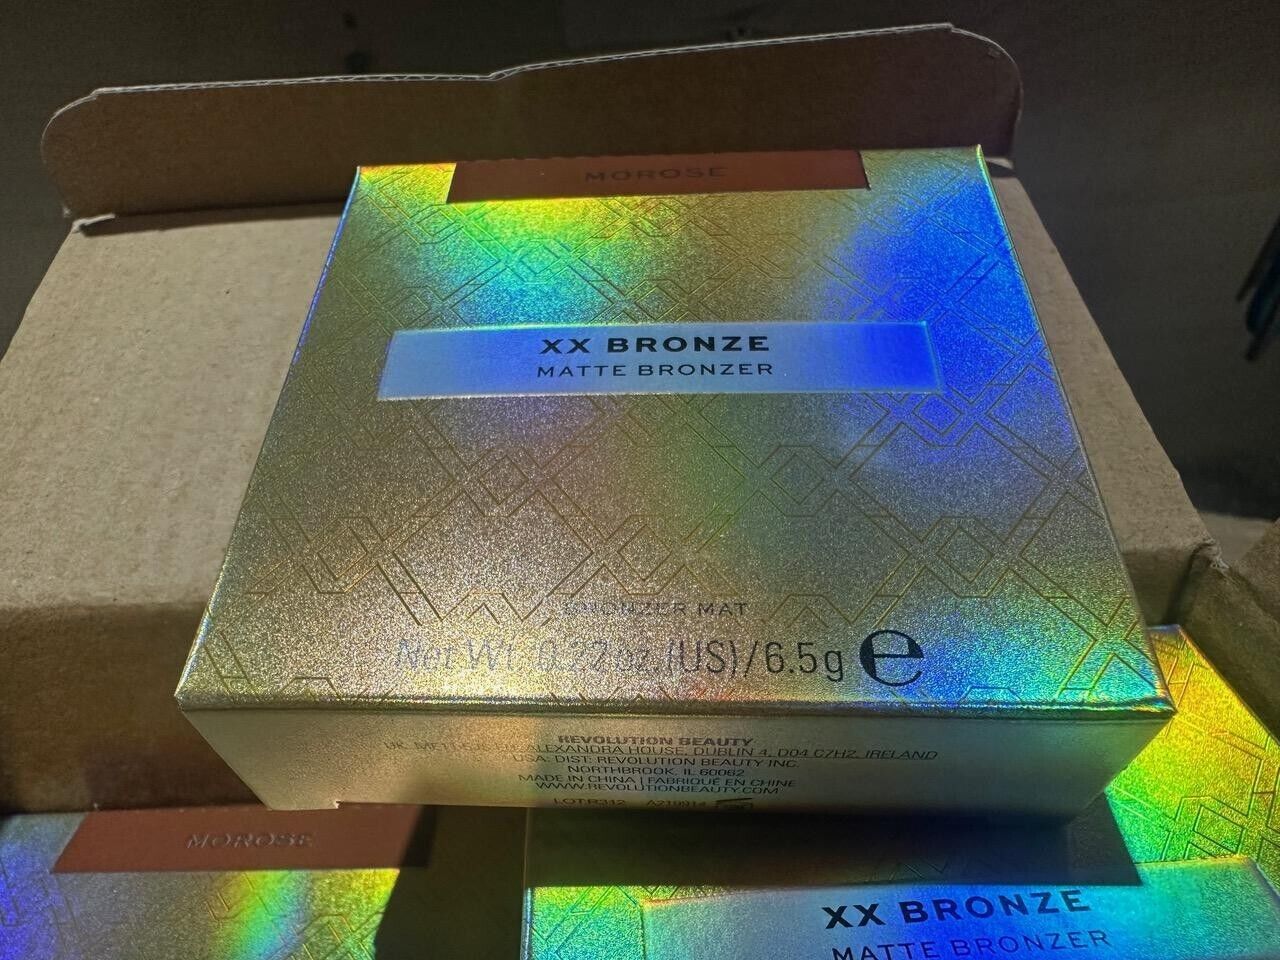 MOROSE
XX BRONZE
MATTE BRONZER
BRONZER MAT
Net Wt. 0.22 oz.(US)/6.5g e
REVOLUTION BEAUTY
ALEXANDRA HOUSE, DUBLIN 4, D04 C7H2, IRELAND
USA: DIST: REVOLUTION BEAUTY INC.
NORTHBROOK, IL 60062
MADE IN CHINA | FABRIQUÉ EN CHINE
WWW.REVOLUTIONBEAUTY.COM
MOROSE
XX BRONZE
MATTE BRONZER